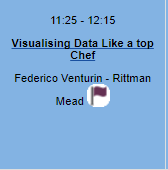 11:25 - 12:15
Visualising Data Like a top
Chef
Federico Venturin - Rittman
Mead